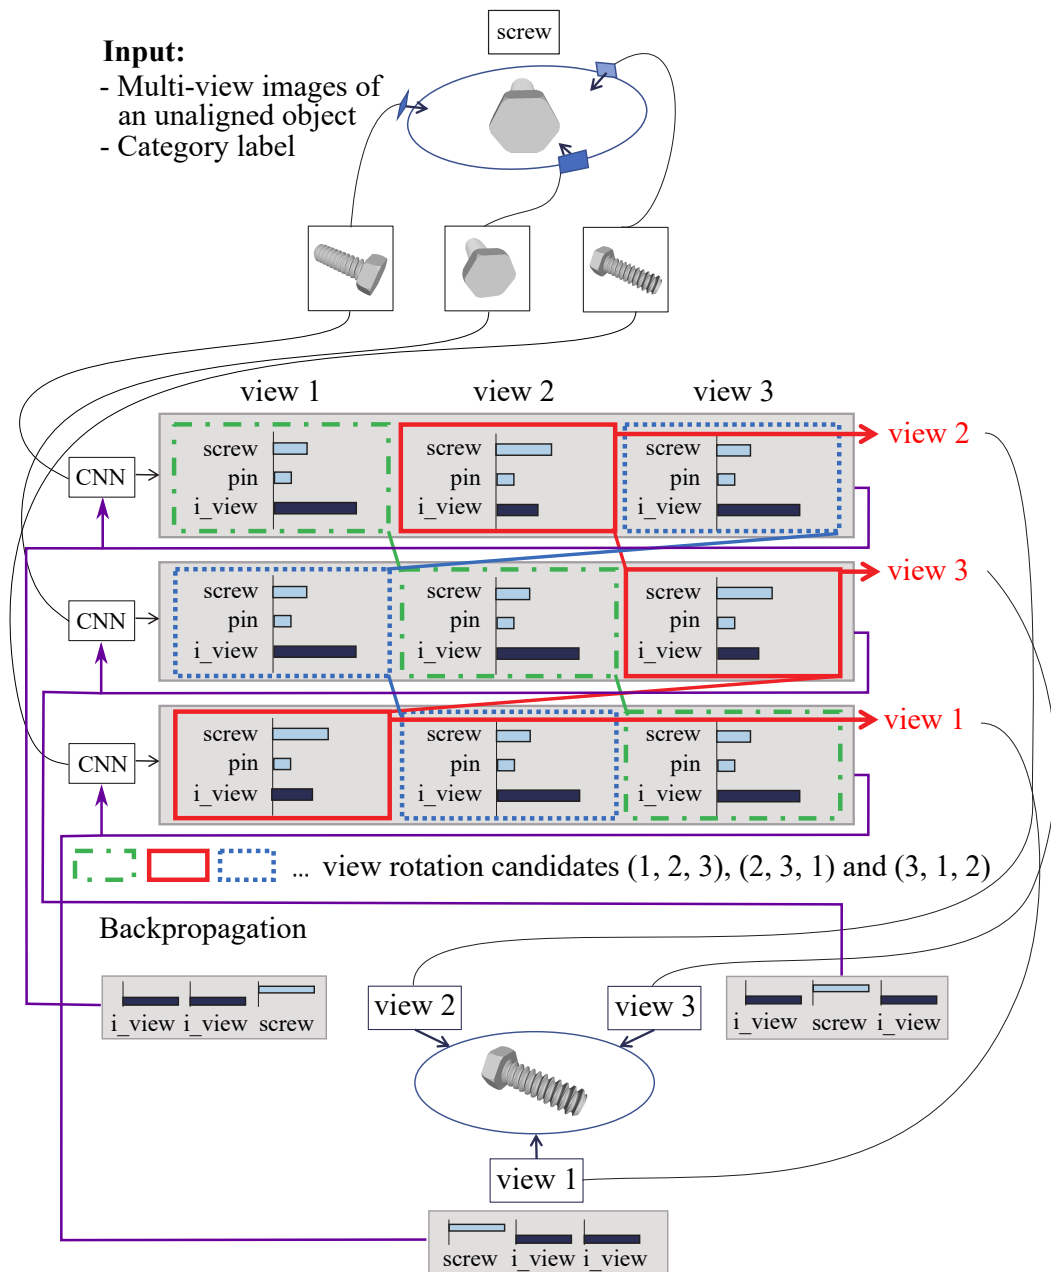 screw
Input:
- Multi-view images of
an unaligned object
- Category label
view 1 view 2 view 3
CNN
screw
pin
i_view
screw
pin
i_view
screw
pin
i_view
view 2
CNN
screw
pin
i_view
screw
pin
i_view
screw
pin
i_view
view 3
CNN
screw
pin
i_view
screw
pin
i_view
screw
pin
i_view
view 1
... view rotation candidates (1, 2, 3), (2, 3, 1) and (3, 1, 2)
Backpropagation
i_view i_view screw
view 2
view 3
i_view screw i_view
view 1
screw i_view i_view